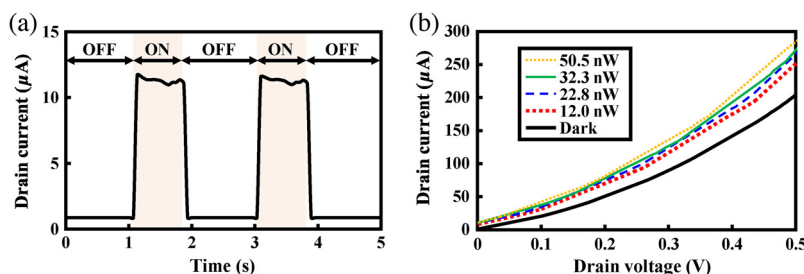 (a)
15
10
5
0
Drain current (µA)
OFF ON OFF ON OFF
0 1 2 3 4 5
Time (s)
(b)
300
250
200
150
100
50
0
Drain current (µA)
50.5 nW
32.3 nW
22.8 nW
12.0 nW
Dark
0 0.1 0.2 0.3 0.4 0.5
Drain voltage (V)